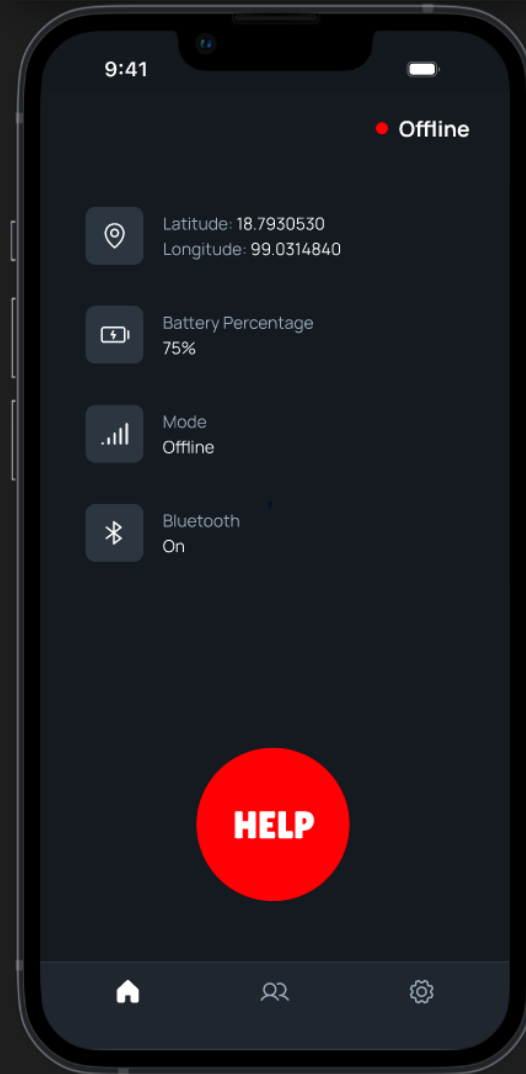 9:41
Offline
Latitude: 18.7930530
Longitude: 99.0314840
Battery Percentage
75%
Mode
Offline
Bluetooth
On
HELP